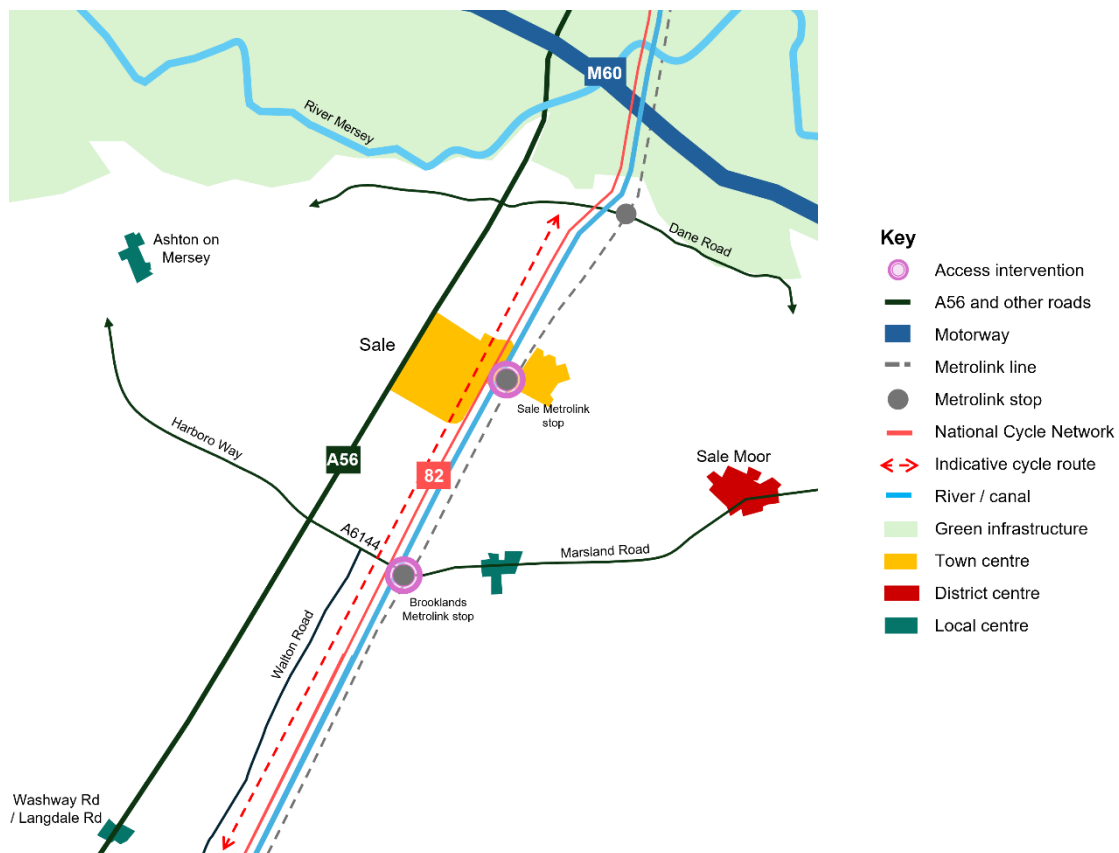 M60
River Mersey
Dane Road
Ashton on
Mersey
Sale
Sale Metrolink
stop
Harboro Way
A56
82
Sale Moor
A6144
Marsland Road
Brooklands
Metrolink stop
Walton Road
Washway Rd
/ Langdale Rd
Key
Access intervention
A56 and other roads
Motorway
Metrolink line
Metrolink stop
National Cycle Network
Indicative cycle route
River / canal
Green infrastructure
Town centre
District centre
Local centre